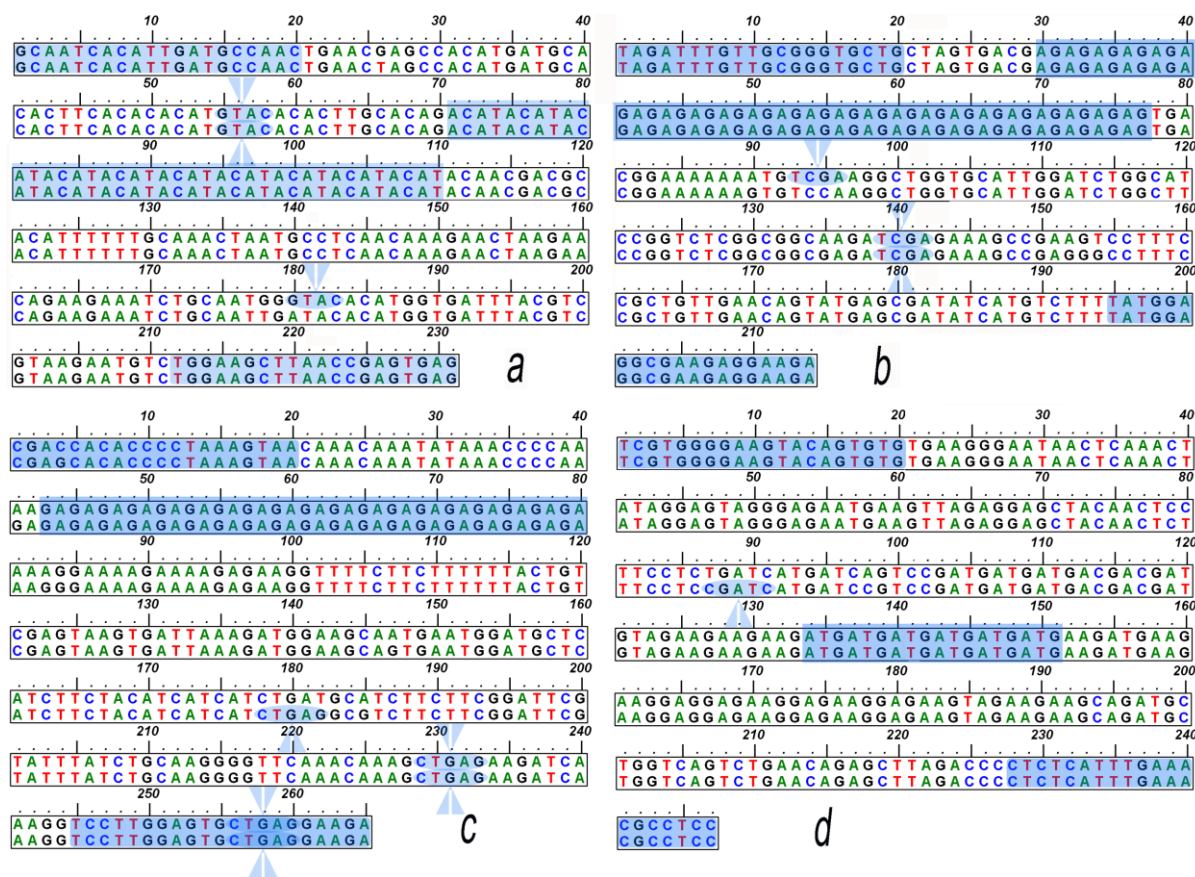 10 20 30 40
GCAATCACATTGATGCCAACTGAACGAGCCACATGATGCA
GCAATCACATTGATGCCAACTGAACTAGCCACATGATGCA
50 60 70 80
CACTTCACACACATGTACACACTTGCACAGACATACATAC
CACTTCACACACATGTACACACTTGCACAGACATACATAC
90 100 110 120
ATACATACATACATACATACATACATACATACAACGACGC
ATACATACATACATACATACATACATACATACAACGACGC
130 140 150 160
ACATTTTTTGCAAACTAATGCCTCAACAAAGAACTAAGAA
ACATTTTTTGCAAACTAATGCCTCAACAAAGAACTAAGAA
170 180 190 200
CAGAAGAAATCTGCAATGGGTACACATGGTGATTTACGTC
CAGAAGAAATCTGCAATTGATACACATGGTGATTTACGTC
210 220 230
GTAAGAATGTCTGGAAGCTTAACCGAGTGAG
GTAAGAATGTCTGGAAGCTTAACCGAGTGAG
a
10 20 30 40
TAGATTTGTTGCGGGTGCTGCTAGTGACGAGAGAGAGAGA
TAGATTTGTTGCGGGTGCTGCTAGTGACGAGAGAGAGAGA
50 60 70 80
GAGAGAGAGAGAGAGAGAGAGAGAGAGAGAGAGAGAGTGA
GAGAGAGAGAGAGAGAGAGAGAGAGAGAGAGAGAGAGTGA
90 100 110 120
CGGAAAAAAATGTCGAAGGCTGGTGCATTGGATCTGGCAT
CGGAAAAAAGTGTCCAAGGCTGGTGCATTGGATCTGGCTT
130 140 150 160
CCGGTCTCGGCGGCAAGATCGAGAAAGCCGAAGTCCTTTC
CCGGTCTCGGCGGCGAGATCGAGAAAGCCGAGGGCCTTTC
170 180 190 200
CGCTGTTGAACAGTATGAGCGATATCATGTCTTTTATGGA
CGCTGTTGAACAGTATGAGCGATATCATGTCTTTTATGGA
210
GGCGAAGAGGAAGA
GGCGAAGAGGAAGA
b
10 20 30 40
CGACCACACCCCTAAAGTAACAAACAAATATAAACCCCAA
CGAGCACACCCCTAAAGTAACAAACAAATATAAACCCCAA
50 60 70 80
AAGAGAGAGAGAGAGAGAGAGAGAGAGAGAGAGAGAGAGA
GAGAGAGAGAGAGAGAGAGAGAGAGAGAGAGAGAGAGAGA
90 100 110 120
AAAGGAAAAGAAAAGAGAAGGTTTTCTTCTTTTTTACTGT
AAGGGAAAAGAAAAGAGAAGGTTTTCTTCTTTTTTACTGT
130 140 150 160
CGAGTAAGTGATTAAAGATGGAAGCAATGAATGGATGCTC
CGAGTAAGTGATTAAAGATGGAAGCAGTGAATGGATGCTC
170 180 190 200
ATCTTCTACATCATCATCTGATGCATCTTCTTCGGATTCG
ATCTTCTACATCATCATCTGAGGCGTCTTCTTCGGATTCG
210 220 230 240
TATTTATCTGCAAGGGGTTCAAACAAAGCTGAGAAGATCA
TATTTATCTGCAAGGGGTTCAAACAAAGCTGAGAAGATCA
250 260
AAGGTCCTTGGAGTGCTGAGGAAGA
AAGGTCCTTGGAGTGCTGAGGAAGA
c
10 20 30 40
TCGTGGGGAAGTACAGTGTGTGAAGGGAATAACTCAAACT
TCGTGGGGAAGTACAGTGTGTGAAGGGAATAACTCAAACT
50 60 70 80
ATAGGAGTAGGGAGAATGAAGTTAGAGGAGCTACAACTCC
ATAGGAGTAGGGAGAATGAAGTTAGAGGAGCTACAACTCT
90 100 110 120
TTCCTCTGATCATGATCAGTCCGATGATGATGACGACGAT
TTCCTCCGATCATGATCCGTCCGATGATGATGACGACGAT
130 140 150 160
GTAGAAGAAGAAGATGATGATGATGATGATGAAGATGAAG
GTAGAAGAAGAAGATGATGATGATGATGATGAAGATGAAG
170 180 190 200
AAGGAGGAGAAGGAGAAGGAGAAGTAGAAGAAGCAGATGC
AAGGAGGAGAAGGAGAAGGAGAAGTAGAAGAAGCAGATGC
210 220 230 240
TGGTCAGTCTGAACAGAGCTTAGACCCCTCTCATTTGAAA
TGGTCAGTCTGAACAGAGCTTAGACCCCTCTCATTTGAAA
CGCCTCC
CGCCTCC
d